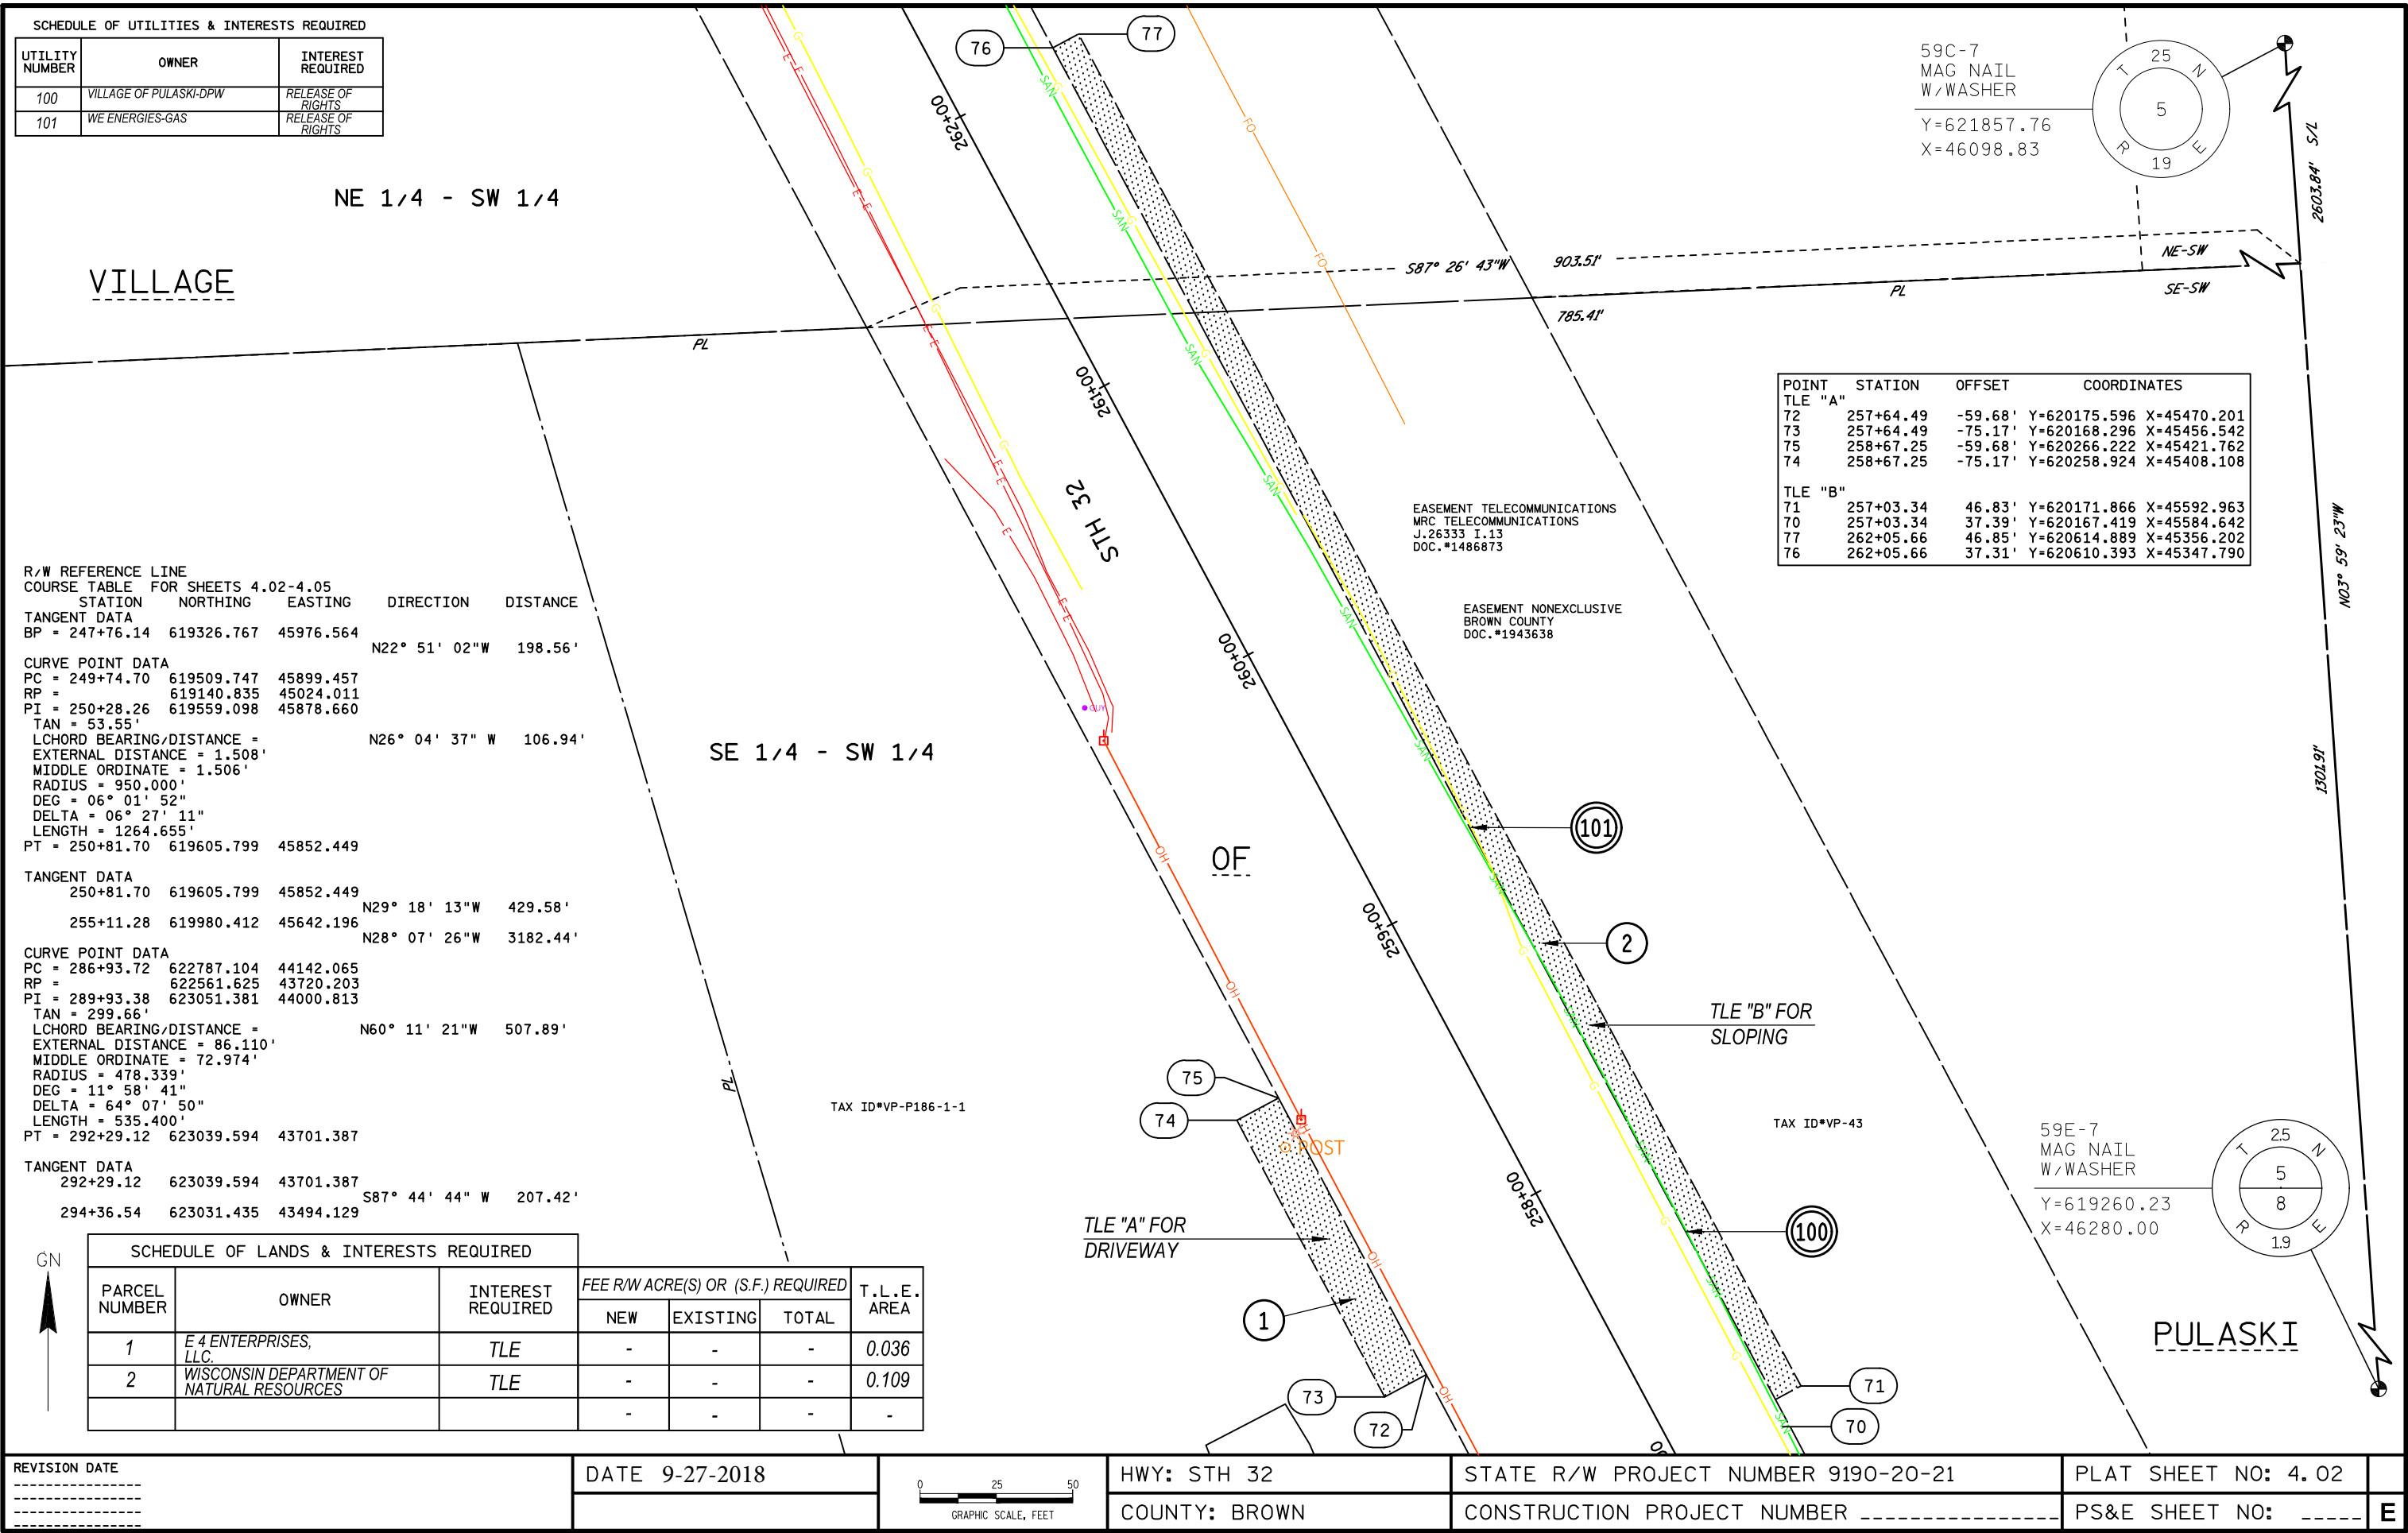 SCHEDULE OF UTILITIES & INTERESTS REQUIRED
UTILITY NUMBER OWNER INTEREST REQUIRED
100 VILLAGE OF PULASKI-DPW RELEASE OF RIGHTS
101 WE ENERGIES-GAS RELEASE OF RIGHTS
NE 1/4 - SW 1/4
VILLAGE
76
77
262+00
261+00
260+00
259+00
258+00
00
STH 32
E E
G
SAN
FO
OH
PL
GUY
POST
59C-7
MAG NAIL
W/WASHER
Y=621857.76
X=46098.83
T 25 N
5
R 19 E
2603.84' S/L
S87° 26' 43"W 903.51'
NE-SW
PL
SE-SW
785.41'
POINT STATION OFFSET COORDINATES
TLE "A"
72 257+64.49 -59.68' Y=620175.596 X=45470.201
73 257+64.49 -75.17' Y=620168.296 X=45456.542
75 258+67.25 -59.68' Y=620266.222 X=45421.762
74 258+67.25 -75.17' Y=620258.924 X=45408.108
TLE "B"
71 257+03.34 46.83' Y=620171.866 X=45592.963
70 257+03.34 37.39' Y=620167.419 X=45584.642
77 262+05.66 46.85' Y=620614.889 X=45356.202
76 262+05.66 37.31' Y=620610.393 X=45347.790
EASEMENT TELECOMMUNICATIONS
MRC TELECOMMUNICATIONS
J.26333 I.13
DOC.#1486873
EASEMENT NONEXCLUSIVE
BROWN COUNTY
DOC.#1943638
N03° 59' 23"W
1301.91'
R/W REFERENCE LINE
COURSE TABLE FOR SHEETS 4.02-4.05
STATION NORTHING EASTING DIRECTION DISTANCE
TANGENT DATA
BP = 247+76.14 619326.767 45976.564
N22° 51' 02"W 198.56'
CURVE POINT DATA
PC = 249+74.70 619509.747 45899.457
RP = 619140.835 45024.011
PI = 250+28.26 619559.098 45878.660
TAN = 53.55'
LCHORD BEARING/DISTANCE = N26° 04' 37" W 106.94'
EXTERNAL DISTANCE = 1.508'
MIDDLE ORDINATE = 1.506'
RADIUS = 950.000'
DEG = 06° 01' 52"
DELTA = 06° 27' 11"
LENGTH = 1264.655'
PT = 250+81.70 619605.799 45852.449
TANGENT DATA
250+81.70 619605.799 45852.449
N29° 18' 13"W 429.58'
255+11.28 619980.412 45642.196
N28° 07' 26"W 3182.44'
CURVE POINT DATA
PC = 286+93.72 622787.104 44142.065
RP = 622561.625 43720.203
PI = 289+93.38 623051.381 44000.813
TAN = 299.66'
LCHORD BEARING/DISTANCE = N60° 11' 21"W 507.89'
EXTERNAL DISTANCE = 86.110'
MIDDLE ORDINATE = 72.974'
RADIUS = 478.339'
DEG = 11° 58' 41"
DELTA = 64° 07' 50"
LENGTH = 535.400'
PT = 292+29.12 623039.594 43701.387
TANGENT DATA
292+29.12 623039.594 43701.387
S87° 44' 44" W 207.42'
294+36.54 623031.435 43494.129
SE 1/4 - SW 1/4
OF
101
2
TLE "B" FOR
SLOPING
75
74
TAX ID#VP-P186-1-1
TAX ID#VP-43
TLE "A" FOR
DRIVEWAY
100
1
73
72
71
70
PL
59E-7
MAG NAIL
W/WASHER
Y=619260.23
X=46280.00
T 25 N
5
8
R 19 E
PULASKI
GN
SCHEDULE OF LANDS & INTERESTS REQUIRED
PARCEL NUMBER OWNER INTEREST REQUIRED FEE R/W ACRE(S) OR (S.F.) REQUIRED T.L.E. AREA
NEW EXISTING TOTAL
1 E 4 ENTERPRISES, LLC. TLE - - - 0.036
2 WISCONSIN DEPARTMENT OF NATURAL RESOURCES TLE - - - 0.109
- - - -
REVISION DATE
DATE 9-27-2018
0 25 50
GRAPHIC SCALE, FEET
HWY: STH 32
COUNTY: BROWN
STATE R/W PROJECT NUMBER 9190-20-21
CONSTRUCTION PROJECT NUMBER ________________
PLAT SHEET NO: 4.02
PS&E SHEET NO: _____
E